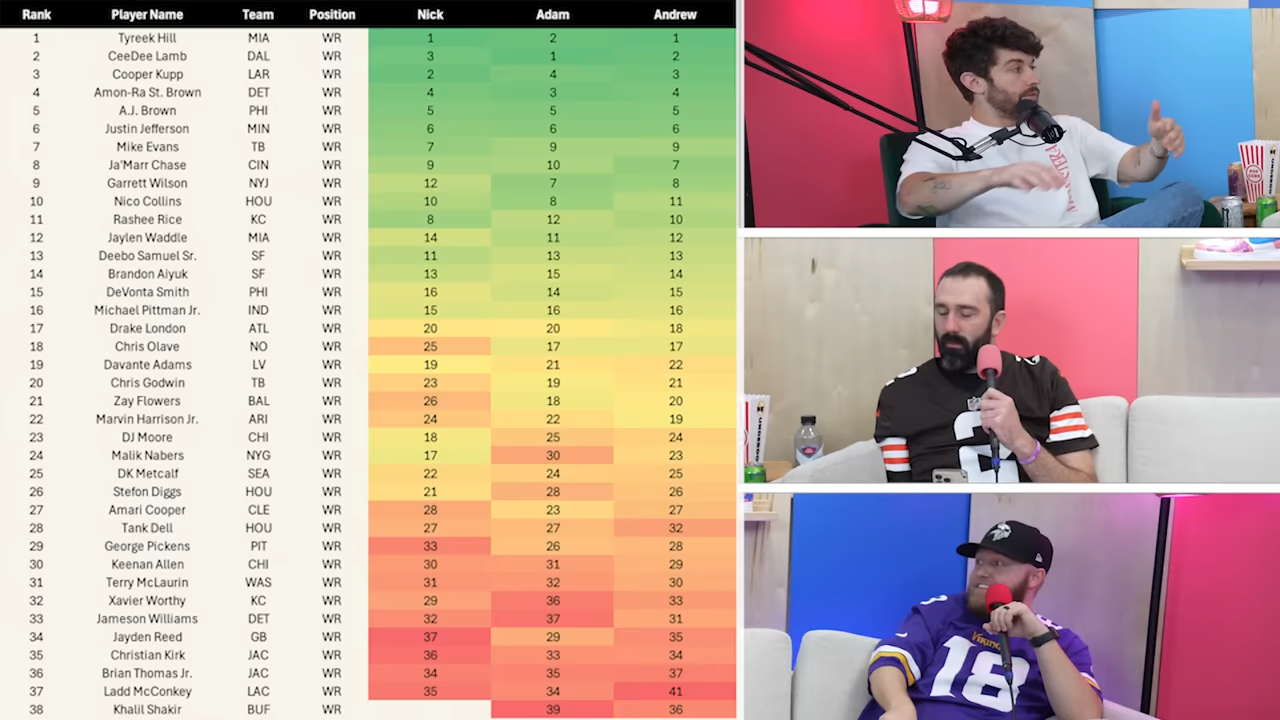 Rank Player Name Team Position Nick Adam Andrew
1 Tyreek Hill MIA WR 1 2 1
2 CeeDee Lamb DAL WR 3 1 2
3 Cooper Kupp LAR WR 2 4 3
4 Amon-Ra St. Brown DET WR 4 3 4
5 A.J. Brown PHI WR 5 5 5
6 Justin Jefferson MIN WR 6 6 6
7 Mike Evans TB WR 7 9 9
8 Ja'Marr Chase CIN WR 9 10 7
9 Garrett Wilson NYJ WR 12 7 8
10 Nico Collins HOU WR 10 8 11
11 Rashee Rice KC WR 8 12 10
12 Jaylen Waddle MIA WR 14 11 12
13 Deebo Samuel Sr. SF WR 11 13 13
14 Brandon Aiyuk SF WR 13 15 14
15 DeVonta Smith PHI WR 16 14 15
16 Michael Pittman Jr. IND WR 15 16 16
17 Drake London ATL WR 20 20 18
18 Chris Olave NO WR 25 17 17
19 Davante Adams LV WR 19 21 22
20 Chris Godwin TB WR 23 19 21
21 Zay Flowers BAL WR 26 18 20
22 Marvin Harrison Jr. ARI WR 24 22 19
23 DJ Moore CHI WR 18 25 24
24 Malik Nabers NYG WR 17 30 23
25 DK Metcalf SEA WR 22 24 25
26 Stefon Diggs HOU WR 21 28 26
27 Amari Cooper CLE WR 28 23 27
28 Tank Dell HOU WR 27 27 32
29 George Pickens PIT WR 33 26 28
30 Keenan Allen CHI WR 30 31 29
31 Terry McLaurin WAS WR 31 32 30
32 Xavier Worthy KC WR 29 36 33
33 Jameson Williams DET WR 32 37 31
34 Jayden Reed GB WR 37 29 35
35 Christian Kirk JAC WR 36 33 34
36 Brian Thomas Jr. JAC WR 34 35 37
37 Ladd McConkey LAC WR 35 34 41
38 Khalil Shakir BUF WR 39 36
2
VIKINGS
18